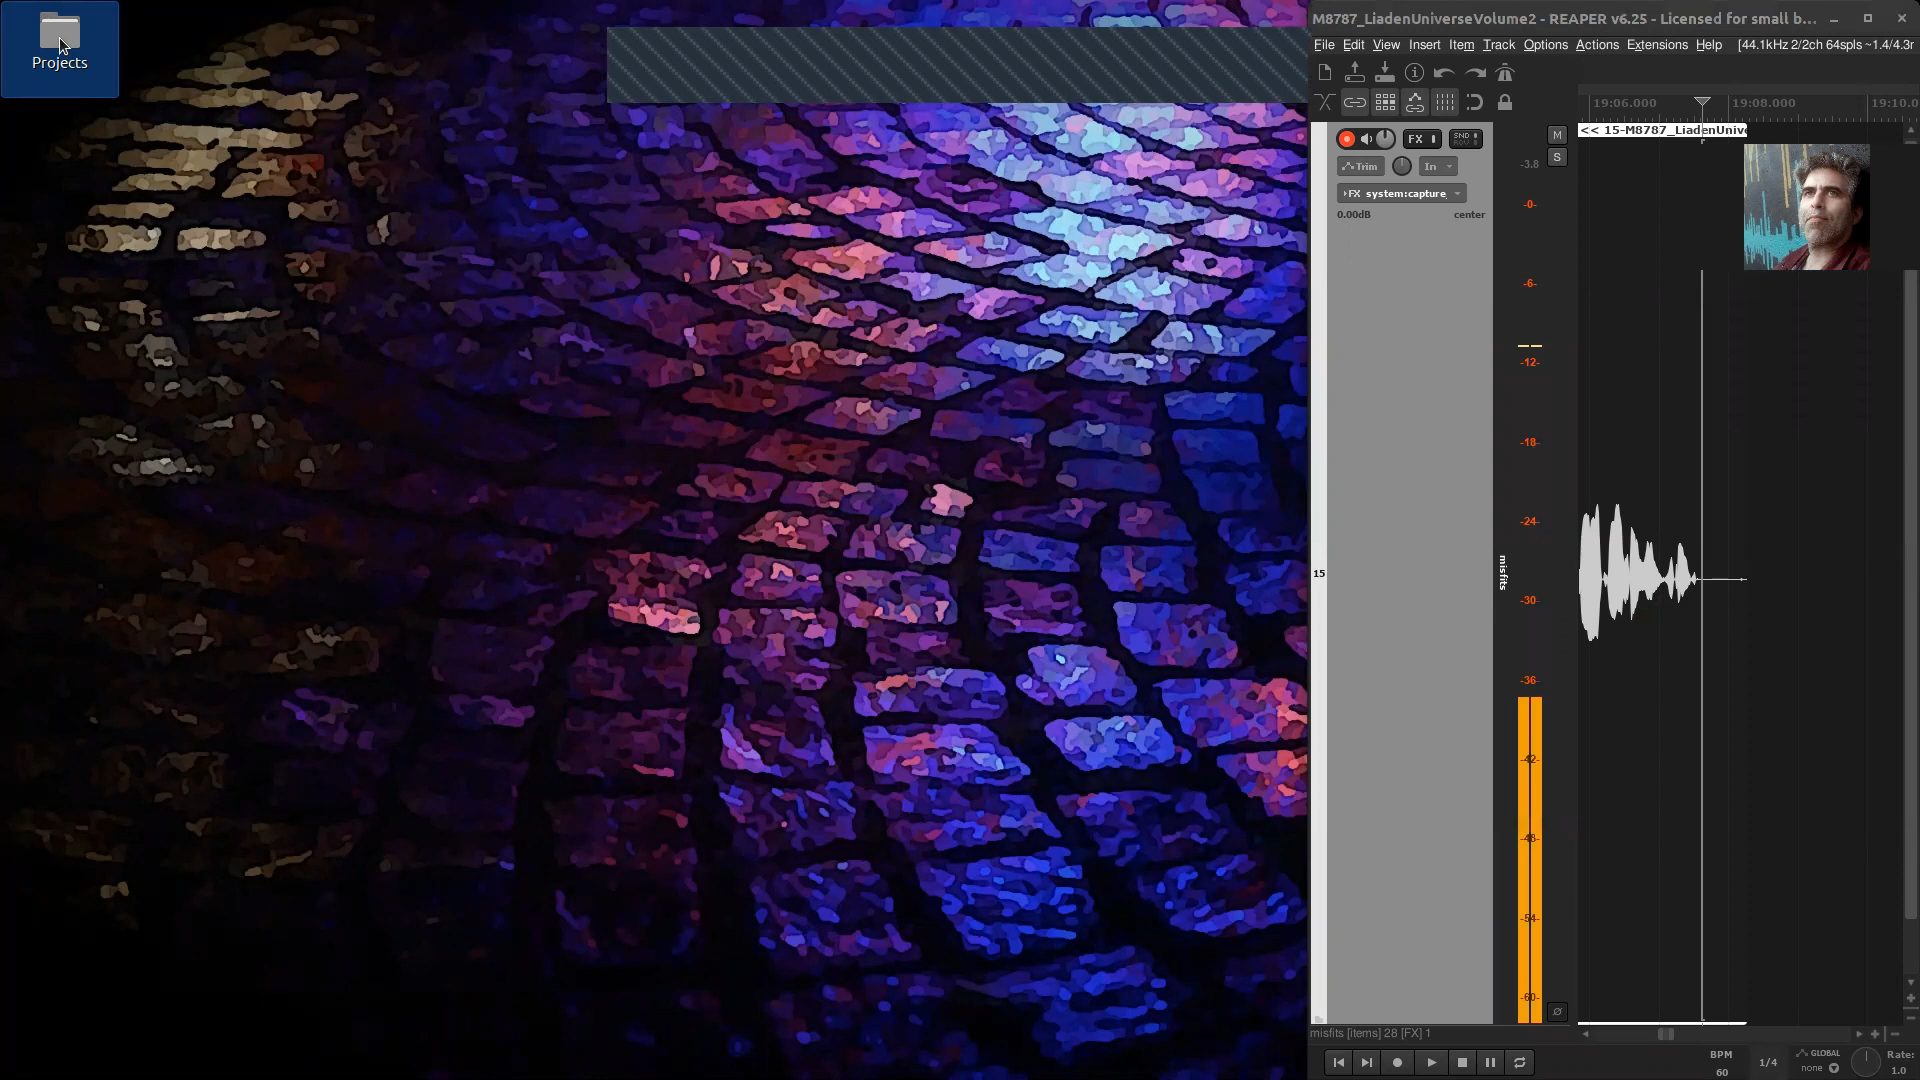 Projects
M8787_LiadenUniverseVolume2 - REAPER v6.25 - Licensed for small b...
File Edit View Insert Item Track Options Actions Extensions Help [44.1kHz 2/2ch 64spls ~1.4/4.3r
19:06.000 19:08.000 19:10.0
<< 15-M8787_LiadenUnive
FX
M
S
Trim In
FX system:capture
0.00dB center
-3.8
-0-
-6-
-12-
-18-
-24-
-30-
-36-
-42-
-48-
-54-
-60-
15
misfits
misfits [items] 28 [FX] 1
BPM
60
1/4
GLOBAL
none
Rate:
1.0